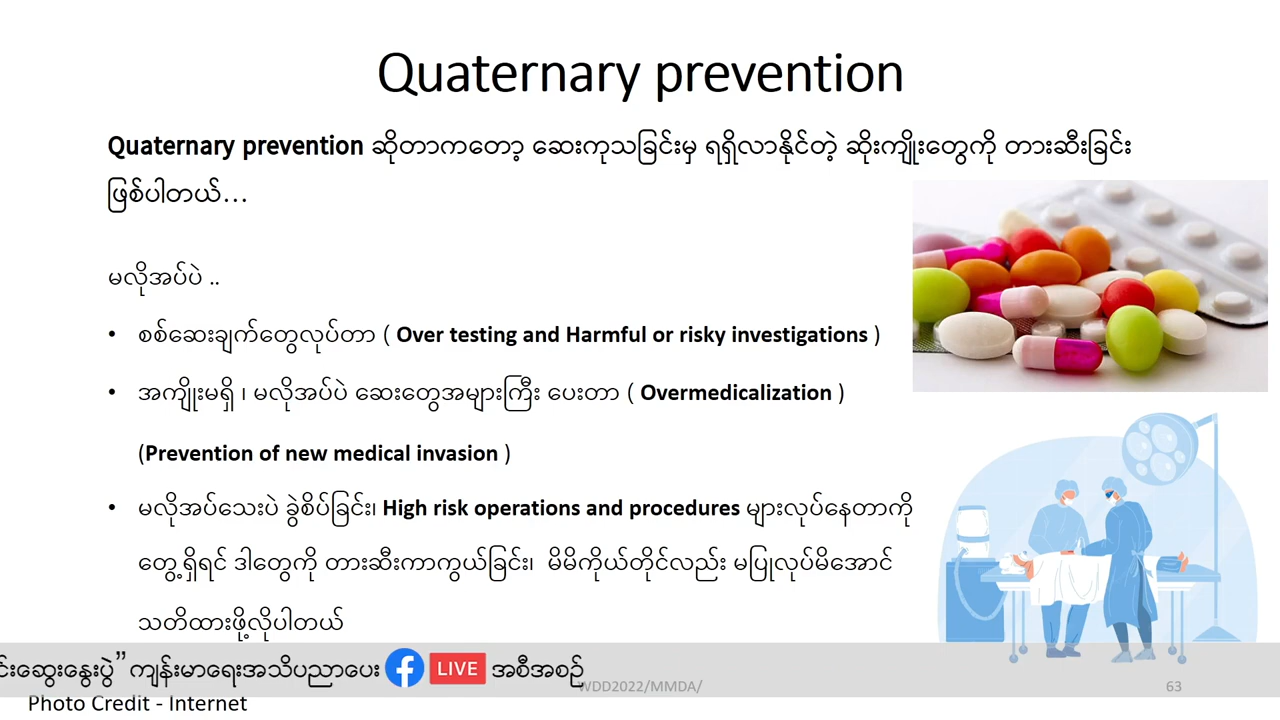 Quaternary prevention
Quaternary prevention ဆိုတာကတော့ ဆေးကုသခြင်းမှ ရရှိလာနိုင်တဲ့ ဆိုးကျိုးတွေကို တားဆီးခြင်း
ဖြစ်ပါတယ်…
မလိုအပ်ပဲ ..
• စစ်ဆေးချက်တွေလုပ်တာ ( Over testing and Harmful or risky investigations )
• အကျိုးမရှိ ၊ မလိုအပ်ပဲ ဆေးတွေအများကြီး ပေးတာ ( Overmedicalization )
(Prevention of new medical invasion )
• မလိုအပ်သေးပဲ ခွဲစိပ်ခြင်း၊ High risk operations and procedures များလုပ်နေတာကို
တွေ့ရှိရင် ဒါတွေကို တားဆီးကာကွယ်ခြင်း၊ မိမိကိုယ်တိုင်လည်း မပြုလုပ်မိအောင်
သတိထားဖို့လိုပါတယ်
င်းဆွေးနွေးပွဲ” ကျန်းမာရေးအသိပညာပေး LIVE အစီအစဉ်
WDD2022/MMDA/ 63
Photo Credit - Internet